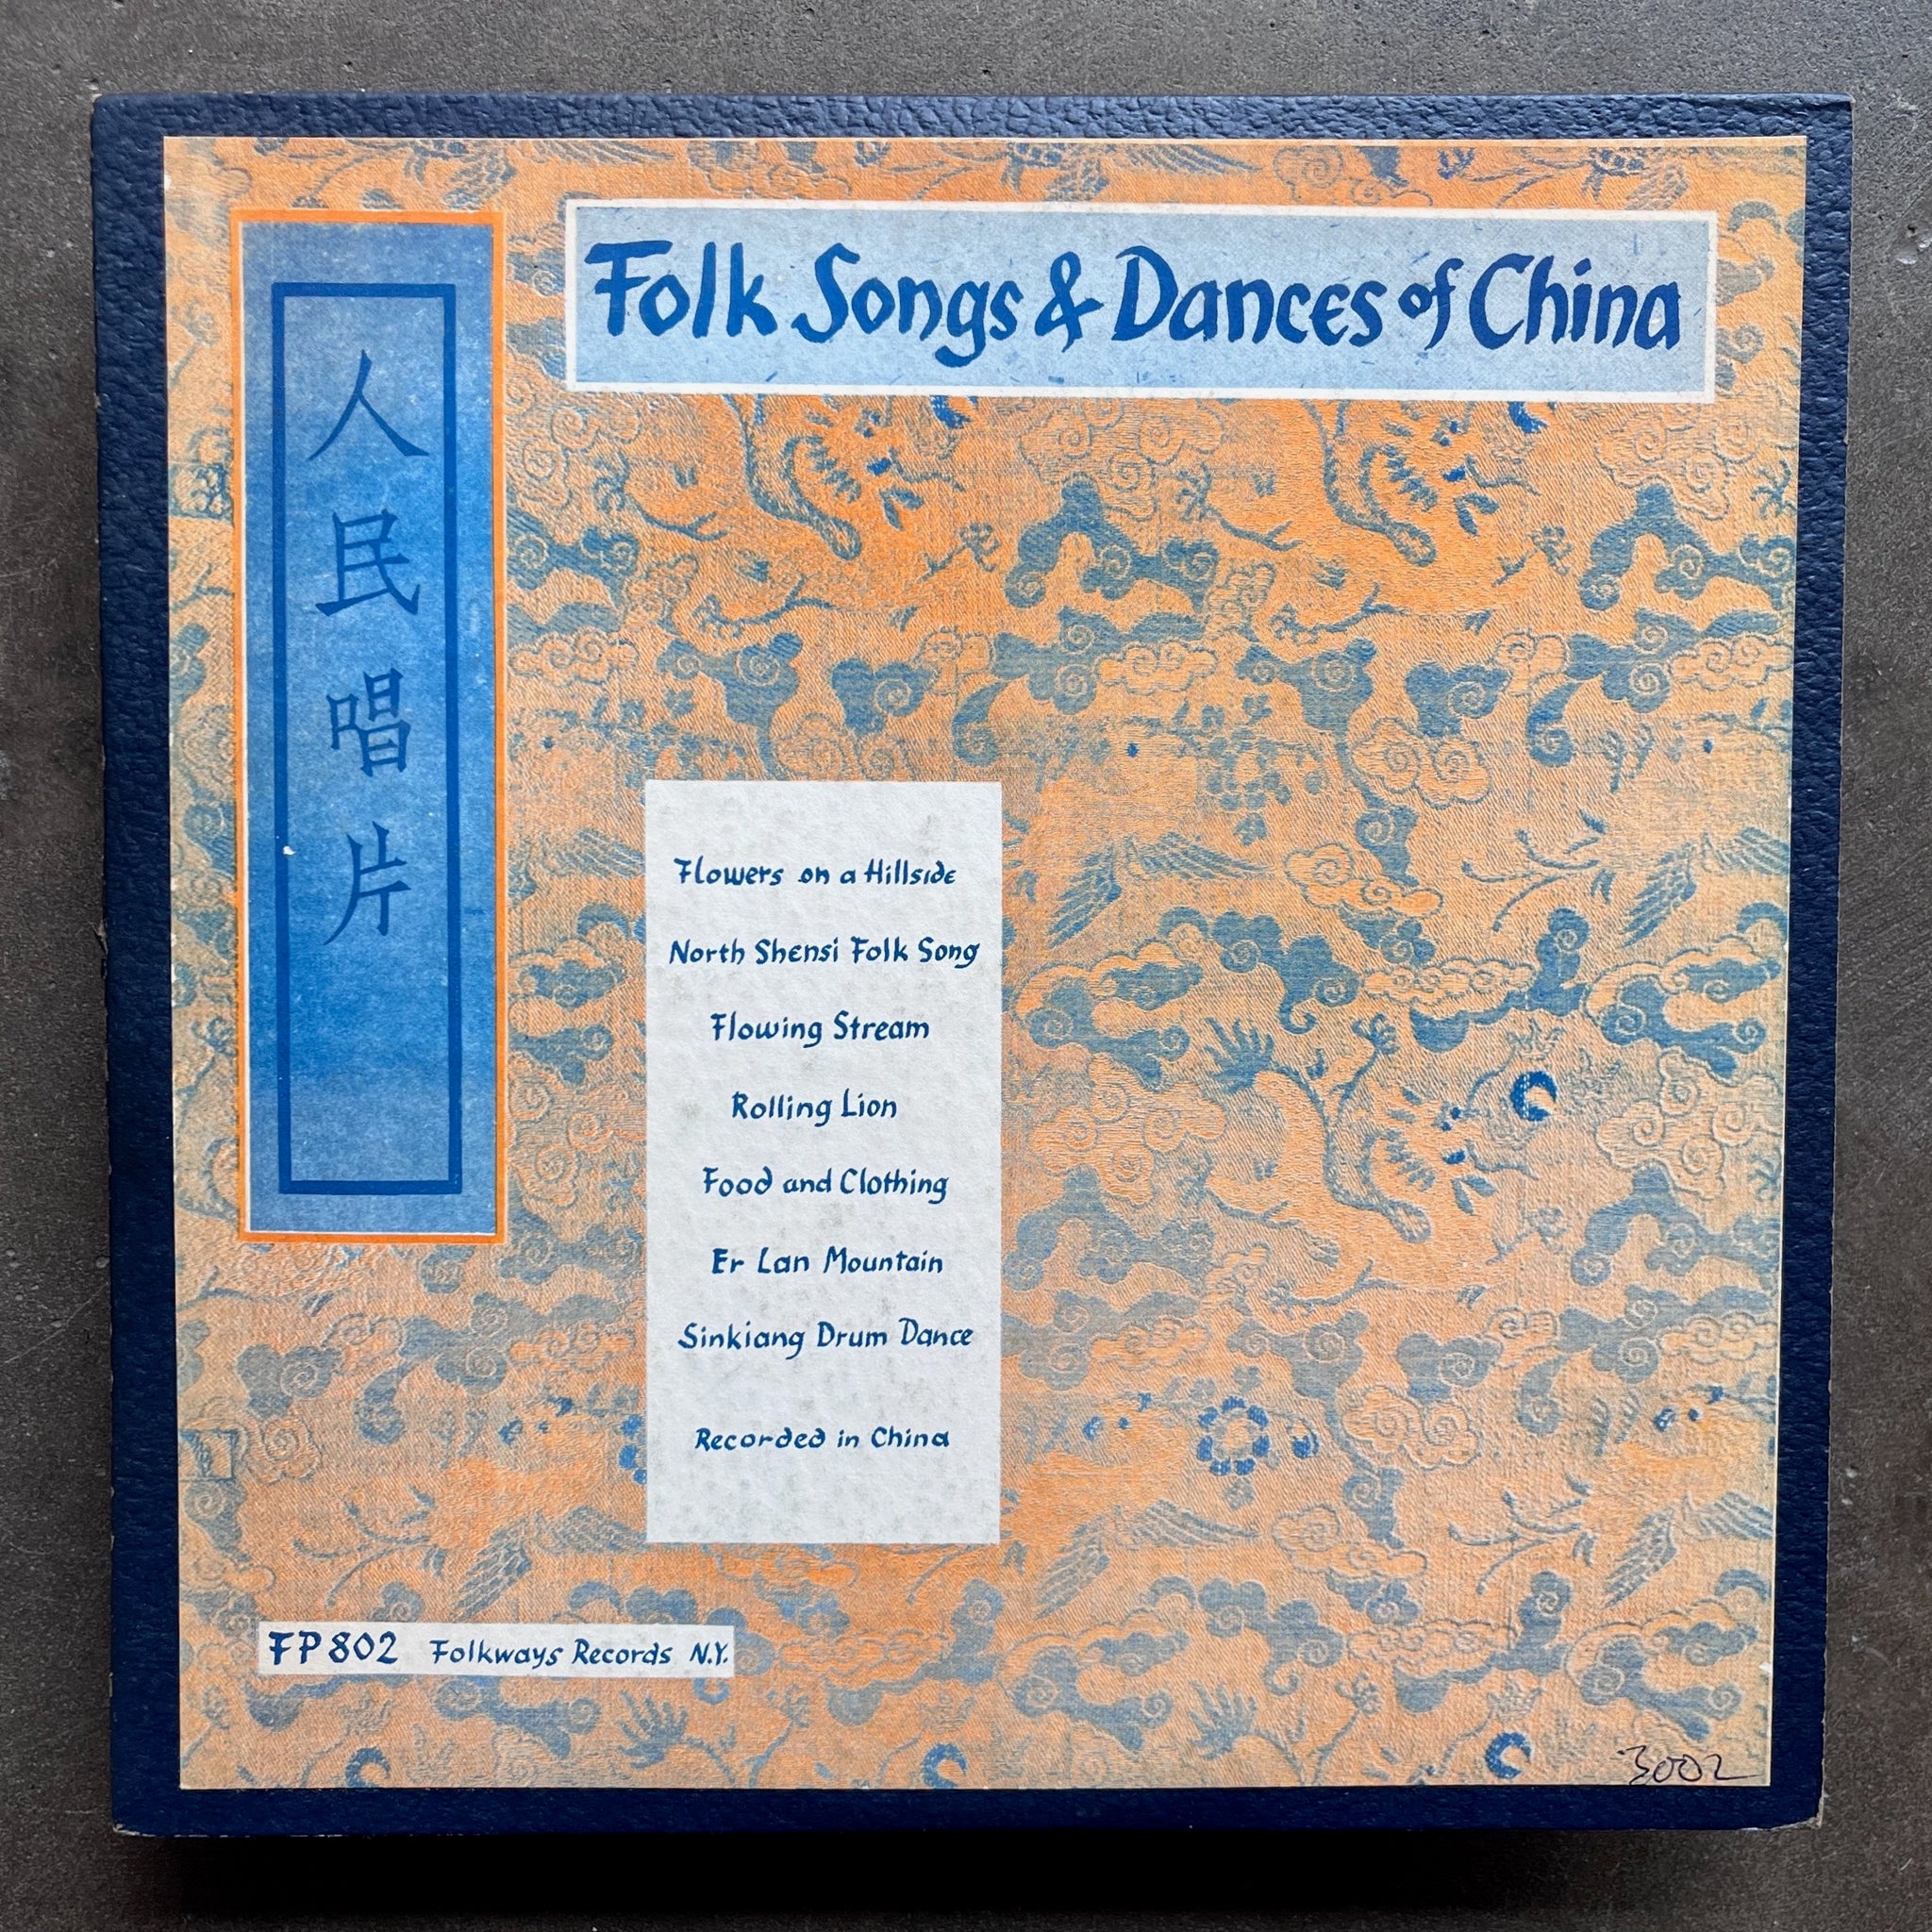 Folk Songs & Dances of China
人民唱片
Flowers on a Hillside
North Shensi Folk Song
Flowing Stream
Rolling Lion
Food and Clothing
Er Lan Mountain
Sinkiang Drum Dance
Recorded in China
FP 802 Folkways Records N.Y.
3002